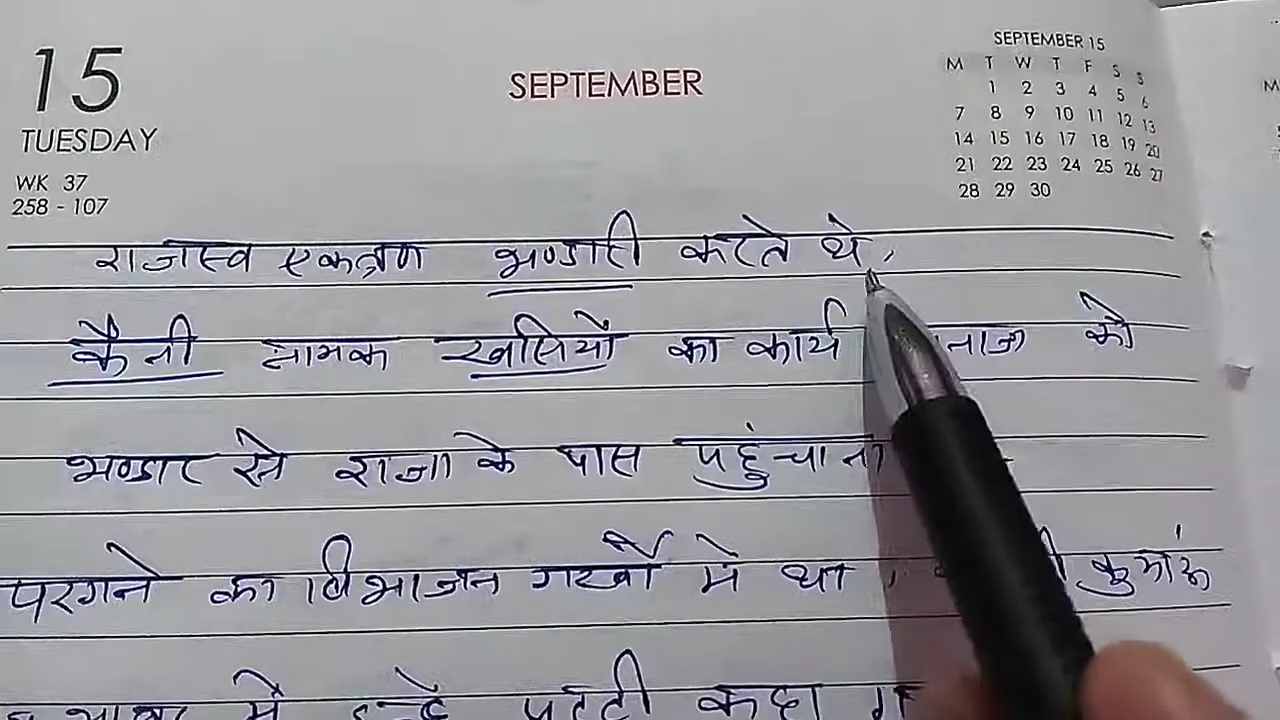 15
TUESDAY
WK 37
258 - 107
SEPTEMBER
SEPTEMBER 15
M T W T F S S
1 2 3 4 5 6
7 8 9 10 11 12 13
14 15 16 17 18 19 20
21 22 23 24 25 26 27
28 29 30
राजस्व एकत्रण भण्डारी करते थे,
कैनी नामक खसियों का कार्य को
भण्डार से राजा के पास पहुंचाना
परगने का विभाजन गरखों में था, कुमांऊ
में इन्हें पट्टी कहा